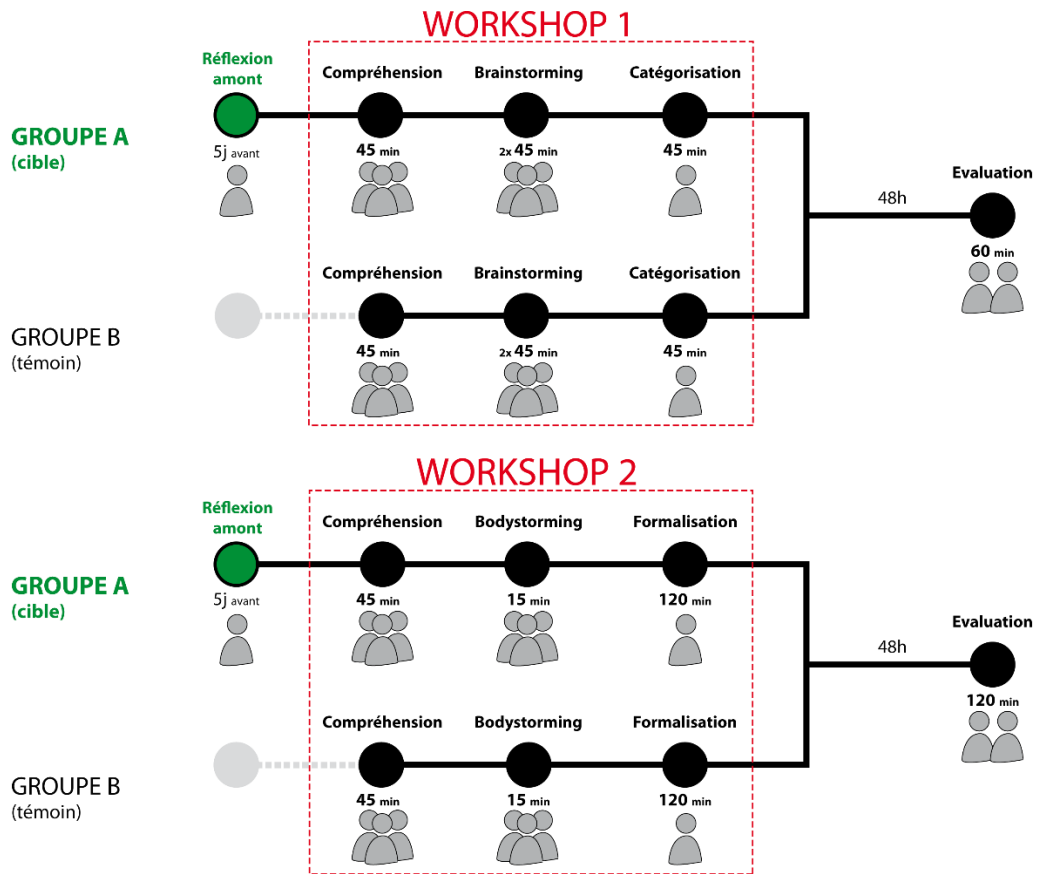 WORKSHOP 1
Réflexion
amont
Compréhension
Brainstorming
Catégorisation
GROUPE A
(cible)
5j avant
45 min
2x 45 min
45 min
Evaluation
48h
60 min
Compréhension
Brainstorming
Catégorisation
GROUPE B
(témoin)
45 min
2x 45 min
45 min
WORKSHOP 2
Réflexion
amont
Compréhension
Bodystorming
Formalisation
GROUPE A
(cible)
5j avant
45 min
15 min
120 min
Evaluation
48h
120 min
Compréhension
Bodystorming
Formalisation
GROUPE B
(témoin)
45 min
15 min
120 min